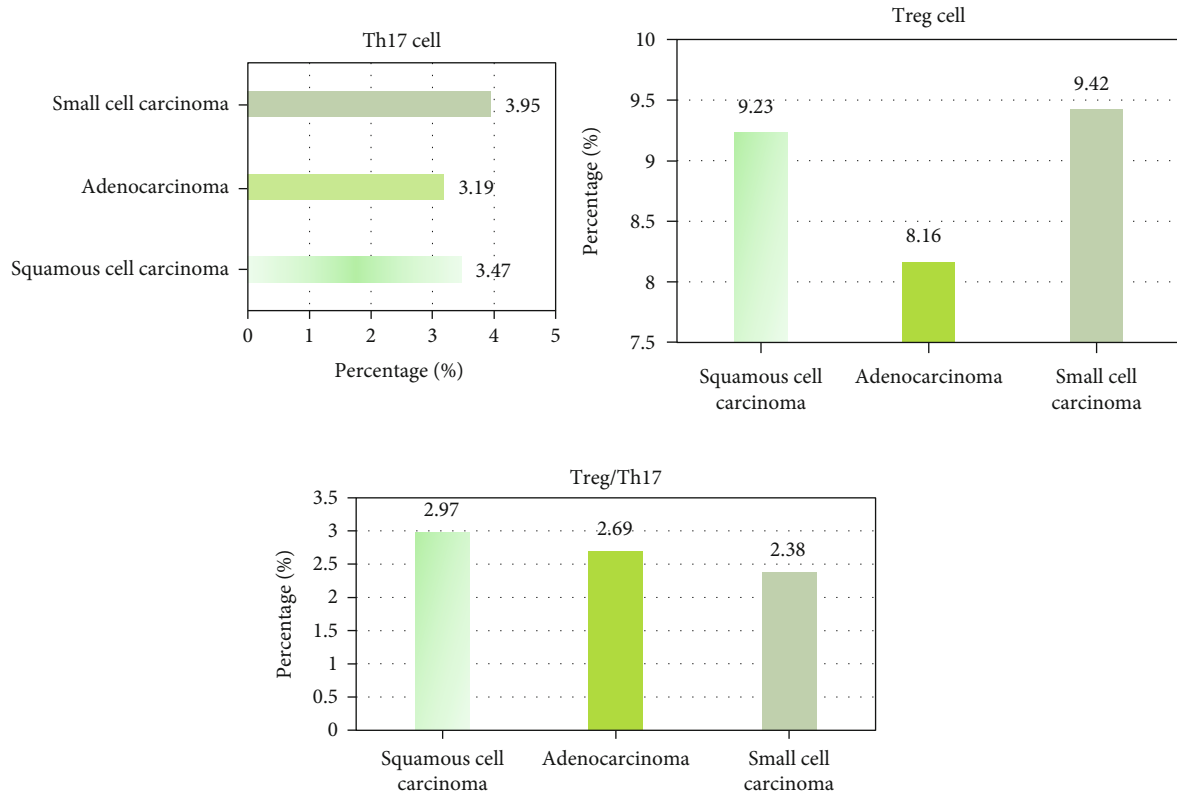 Th17 cell
Small cell carcinoma
3.95
Adenocarcinoma
3.19
Squamous cell carcinoma
3.47
0 1 2 3 4 5
Percentage (%)
Treg cell
10
9.5
9
8.5
8
7.5
Percentage (%)
9.23
8.16
9.42
Squamous cell
carcinoma
Adenocarcinoma
Small cell
carcinoma
Treg/Th17
3.5
3
2.5
2
1.5
1
0.5
0
Percentage (%)
2.97
2.69
2.38
Squamous cell
carcinoma
Adenocarcinoma
Small cell
carcinoma